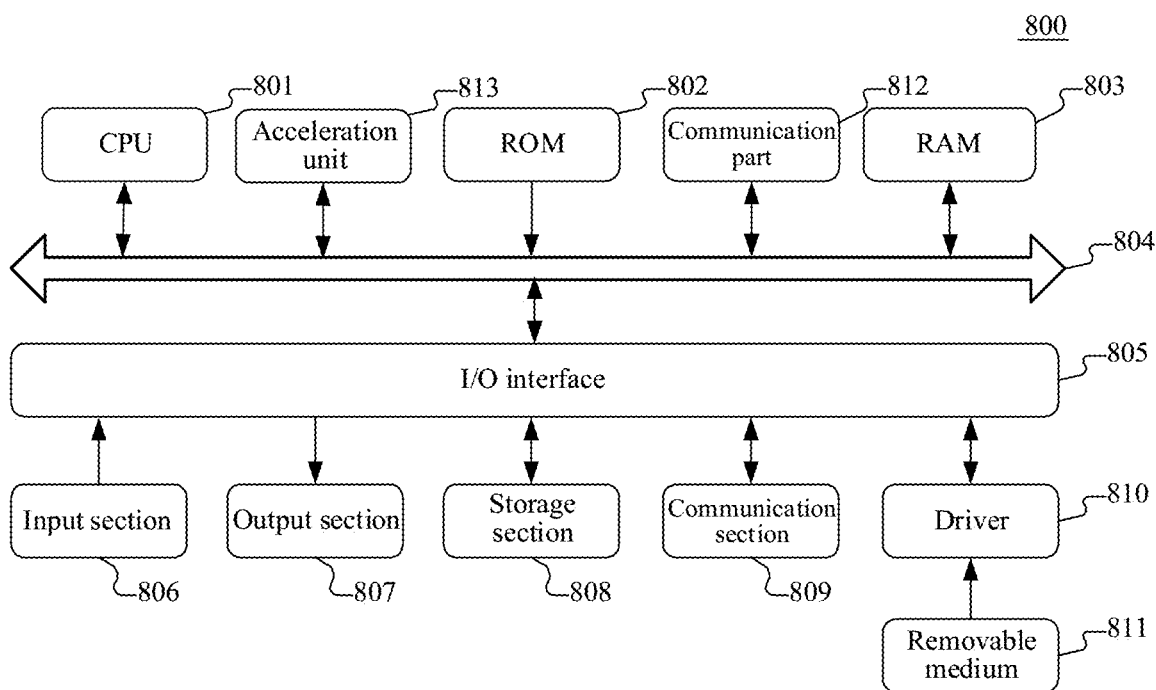 800
801
813
802
812
803
CPU
Acceleration
unit
ROM
Communication
part
RAM
804
805
I/O interface
Input section
Output section
Storage
section
Communication
section
Driver
810
806
807
808
809
Removable
medium
811